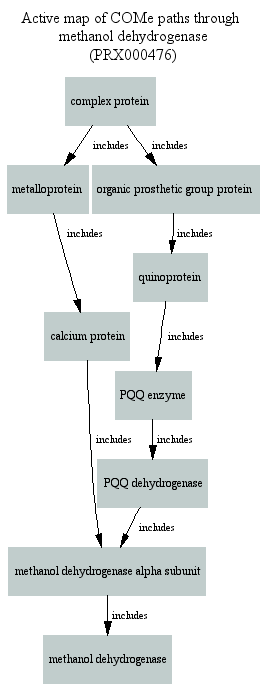 Active map of COMe paths through
methanol dehydrogenase
(PRX000476)
complex protein
includes
includes
metalloprotein
organic prosthetic group protein
includes
includes
quinoprotein
calcium protein
includes
PQQ enzyme
includes
includes
PQQ dehydrogenase
includes
methanol dehydrogenase alpha subunit
includes
methanol dehydrogenase